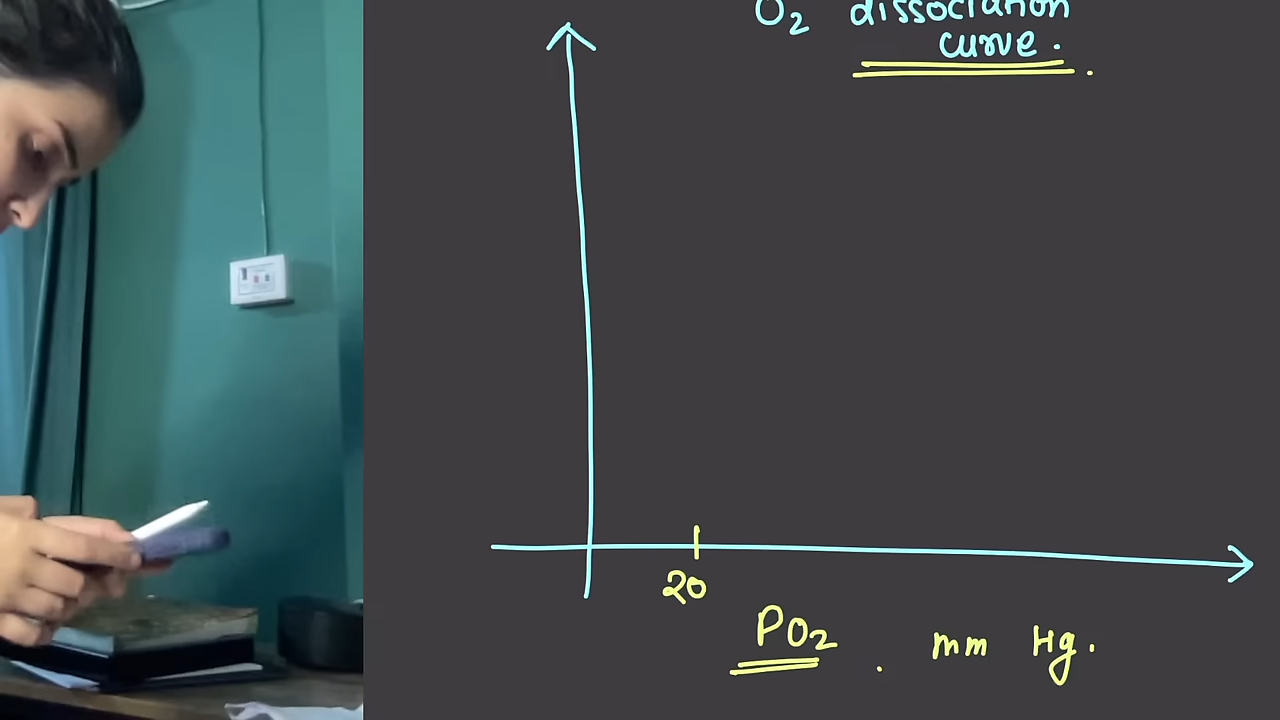 O₂ dissociation
curve.
20
PO₂ . mm Hg.